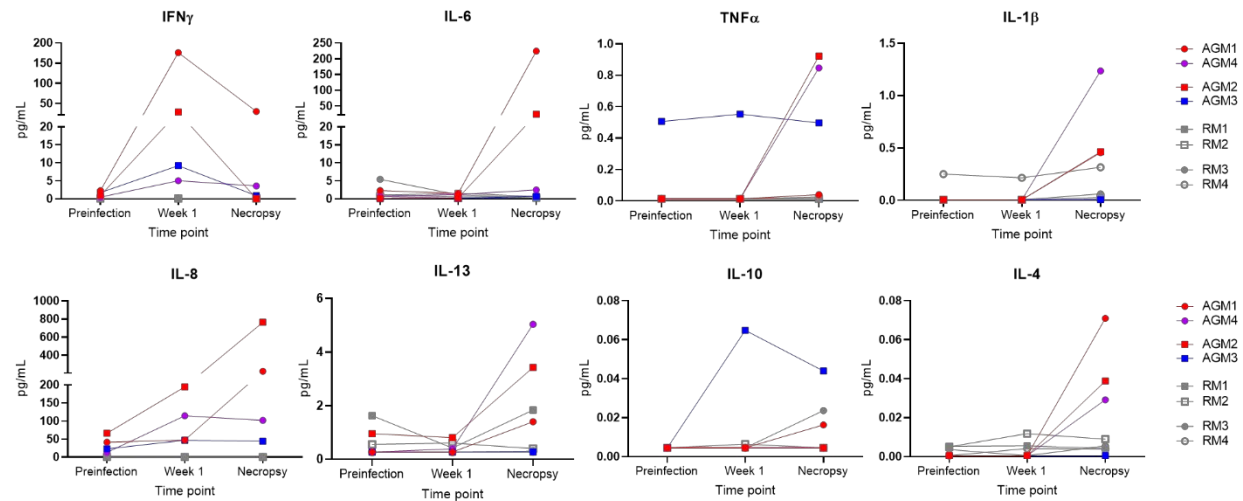 IFNγ
200
150
100
50
20
15
10
5
0
pg/mL
Preinfection Week 1 Necropsy
Time point
IL-6
250
200
150
100
50
20
15
10
5
0
pg/mL
Preinfection Week 1 Necropsy
Time point
TNFα
1.0
0.8
0.6
0.4
0.2
0.0
pg/mL
Preinfection Week 1 Necropsy
Time point
IL-1β
1.5
1.0
0.5
0.0
pg/mL
Preinfection Week 1 Necropsy
Time point
AGM1
AGM4
AGM2
AGM3
RM1
RM2
RM3
RM4
IL-8
1000
800
600
400
200
200
150
100
50
0
pg/mL
Preinfection Week 1 Necropsy
Time point
IL-13
6
4
2
0
pg/mL
Preinfection Week 1 Necropsy
Time point
IL-10
0.08
0.06
0.04
0.02
0.00
pg/mL
Preinfection Week 1 Necropsy
Time point
IL-4
0.08
0.06
0.04
0.02
0.00
pg/mL
Preinfection Week 1 Necropsy
Time point
AGM1
AGM4
AGM2
AGM3
RM1
RM2
RM3
RM4